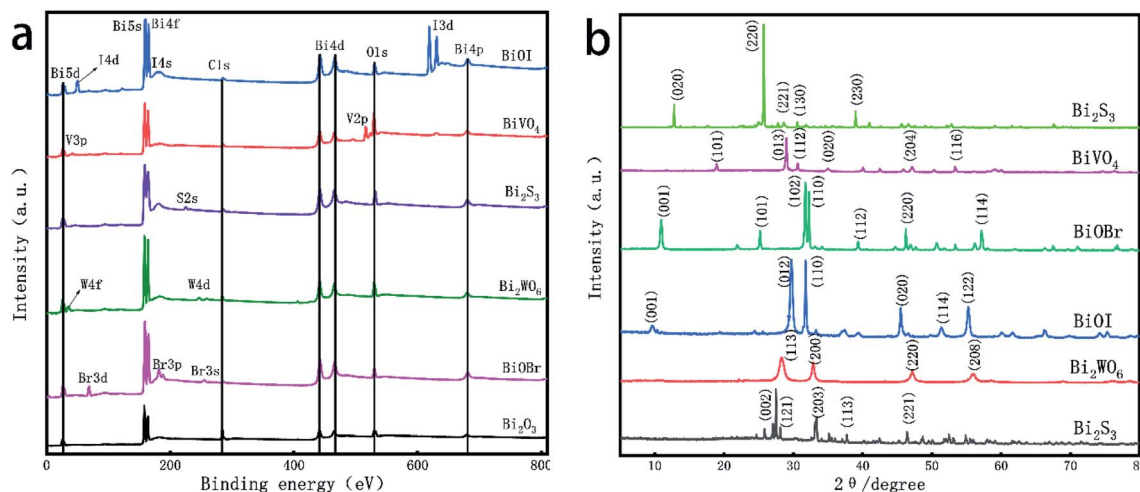 a
Bi5s Bi4f
I3d
Bi5d I4d
I4s
C1s
Bi4d
O1s
Bi4p
BiOI
V3p
V2p
BiVO₄
S2s
Bi₂S₃
W4f
W4d
Bi₂WO₆
Br3d
Br3p
Br3s
BiOBr
Bi₂O₃
Intensity (a.u.)
0 200 400 600 800
Binding energy (eV)
b
(020)
(220)
(221)
(130)
(230)
Bi₂S₃
(101)
(013)
(112)
(020)
(204)
(116)
BiVO₄
(001)
(101)
(102)
(110)
(112)
(220)
(114)
BiOBr
(001)
(012)
(110)
(020)
(114)
(122)
BiOI
(113)
(200)
(220)
(208)
Bi₂WO₆
(002)
(121)
(203)
(113)
(221)
Bi₂S₃
Intensity (a.u.)
10 20 30 40 50 60 70 80
2θ/degree